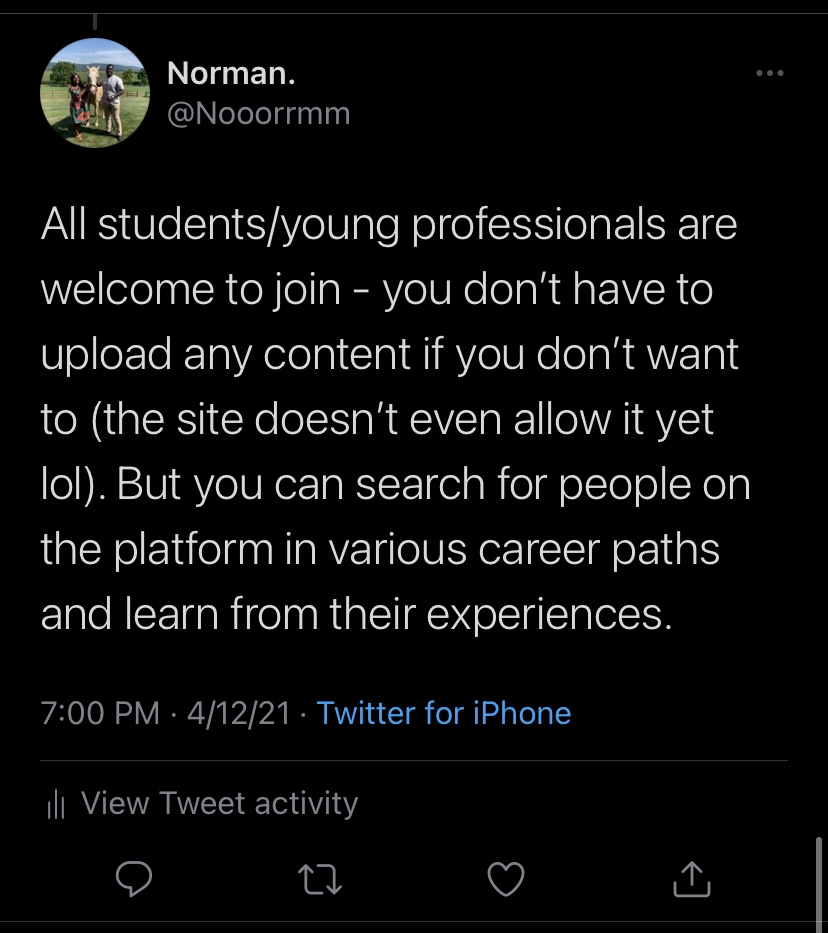 Norman.
@Nooorrmm
All students/young professionals are
welcome to join - you don’t have to
upload any content if you don’t want
to (the site doesn’t even allow it yet
lol). But you can search for people on
the platform in various career paths
and learn from their experiences.
7:00 PM · 4/12/21 · Twitter for iPhone
View Tweet activity